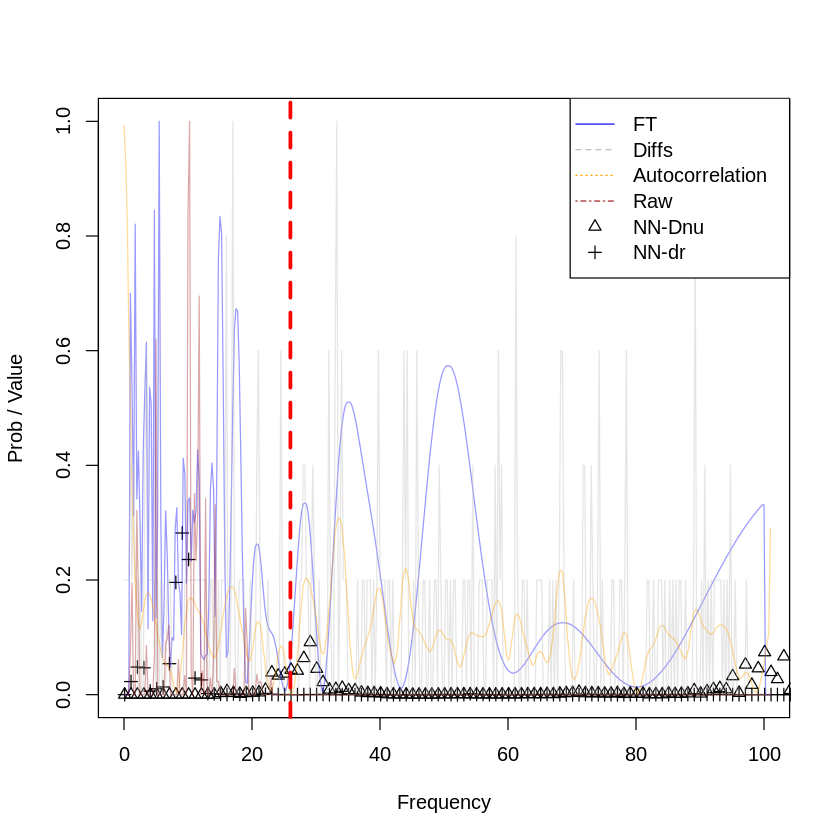 FT
Diffs
Autocorrelation
Raw
NN-Dnu
NN-dr
1.0
0.8
0.6
0.4
0.2
0.0
Prob / Value
0 20 40 60 80 100
Frequency